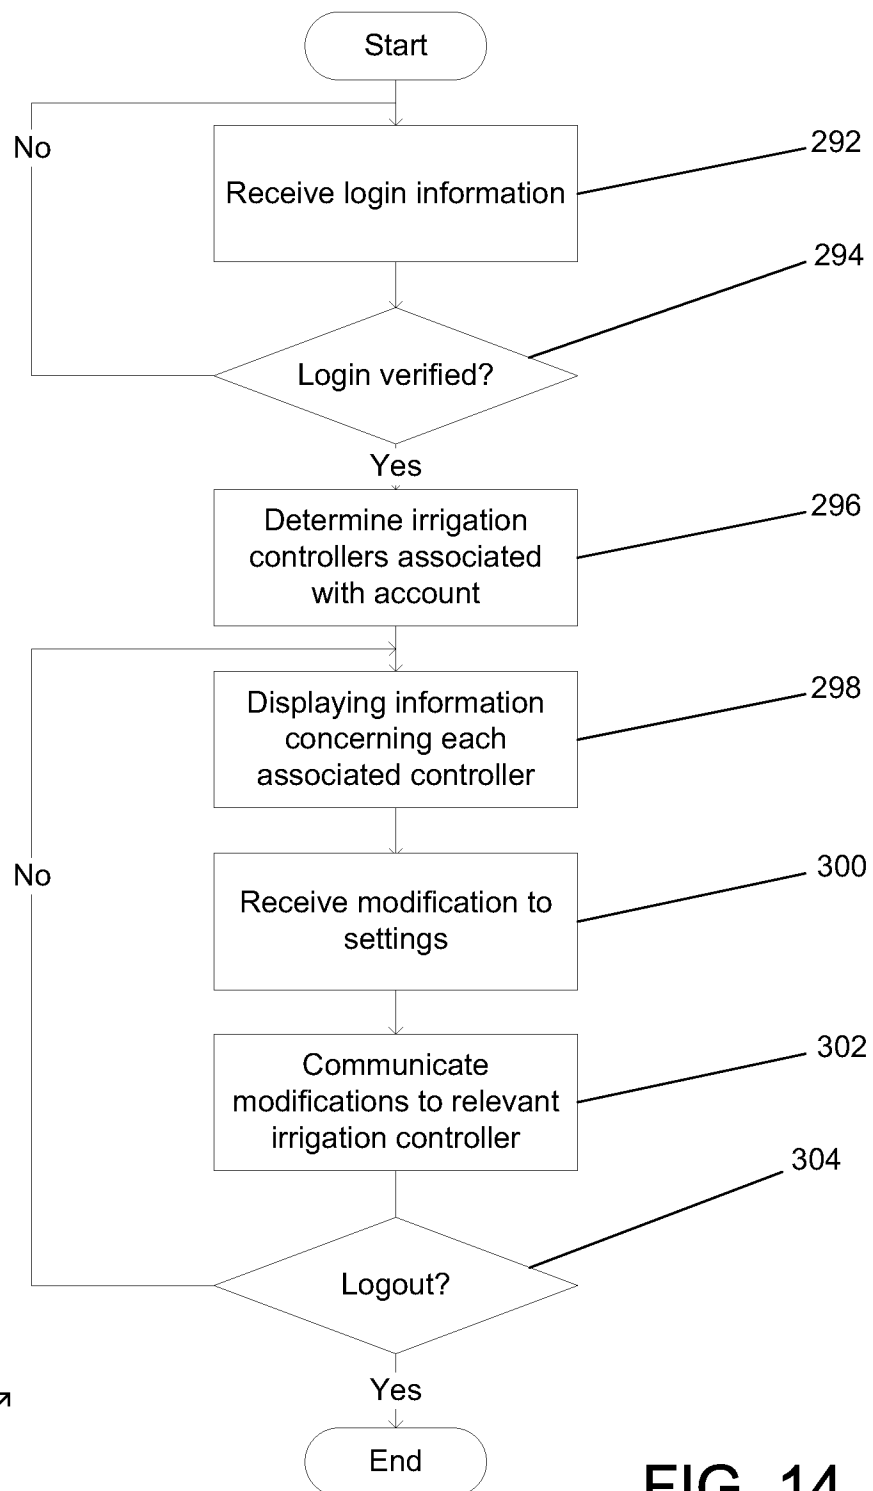 Start
No
Receive login information
292
294
Login verified?
Yes
Determine irrigation
controllers associated
with account
296
Displaying information
concerning each
associated controller
298
No
Receive modification to
settings
300
Communicate
modifications to relevant
irrigation controller
302
304
Logout?
Yes
End
FIG. 14